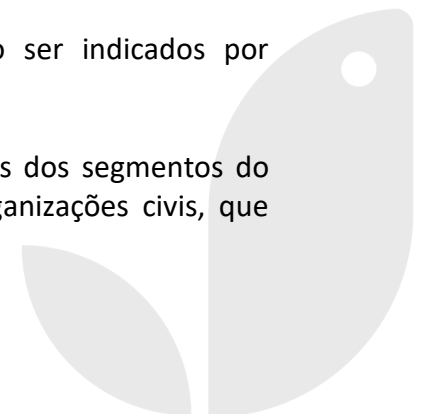 ser indicados por
s dos segmentos do
ganizações civis, que